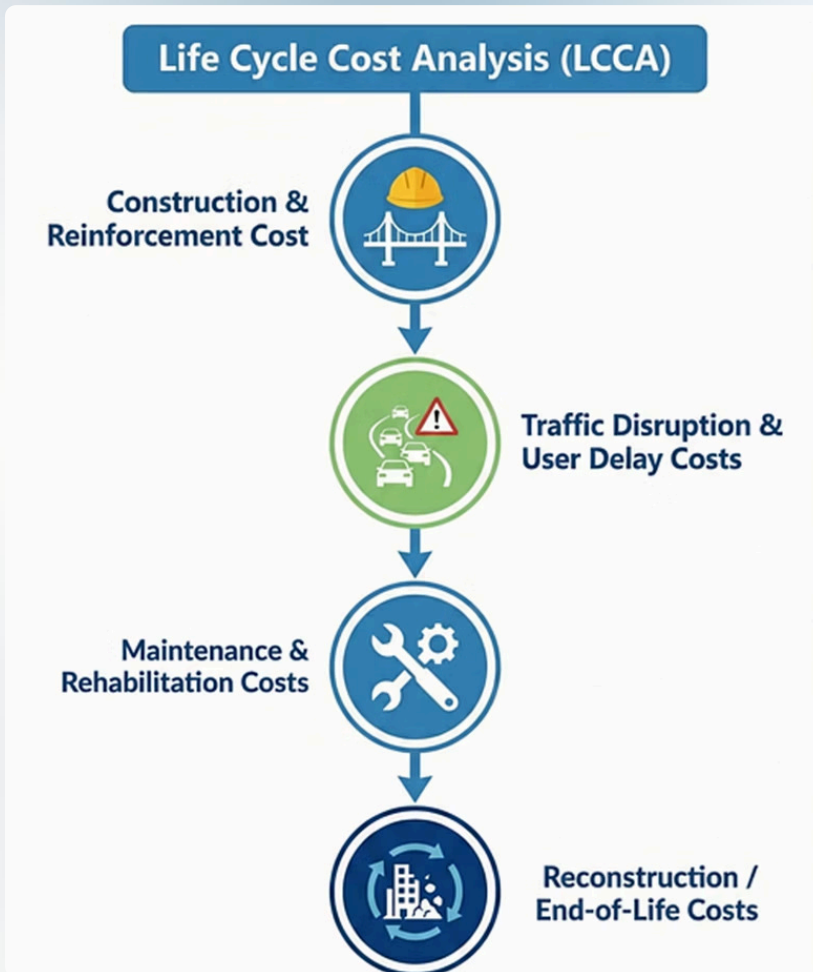 Life Cycle Cost Analysis (LCCA)
Construction &
Reinforcement Cost
Traffic Disruption &
User Delay Costs
Maintenance &
Rehabilitation Costs
Reconstruction /
End-of-Life Costs